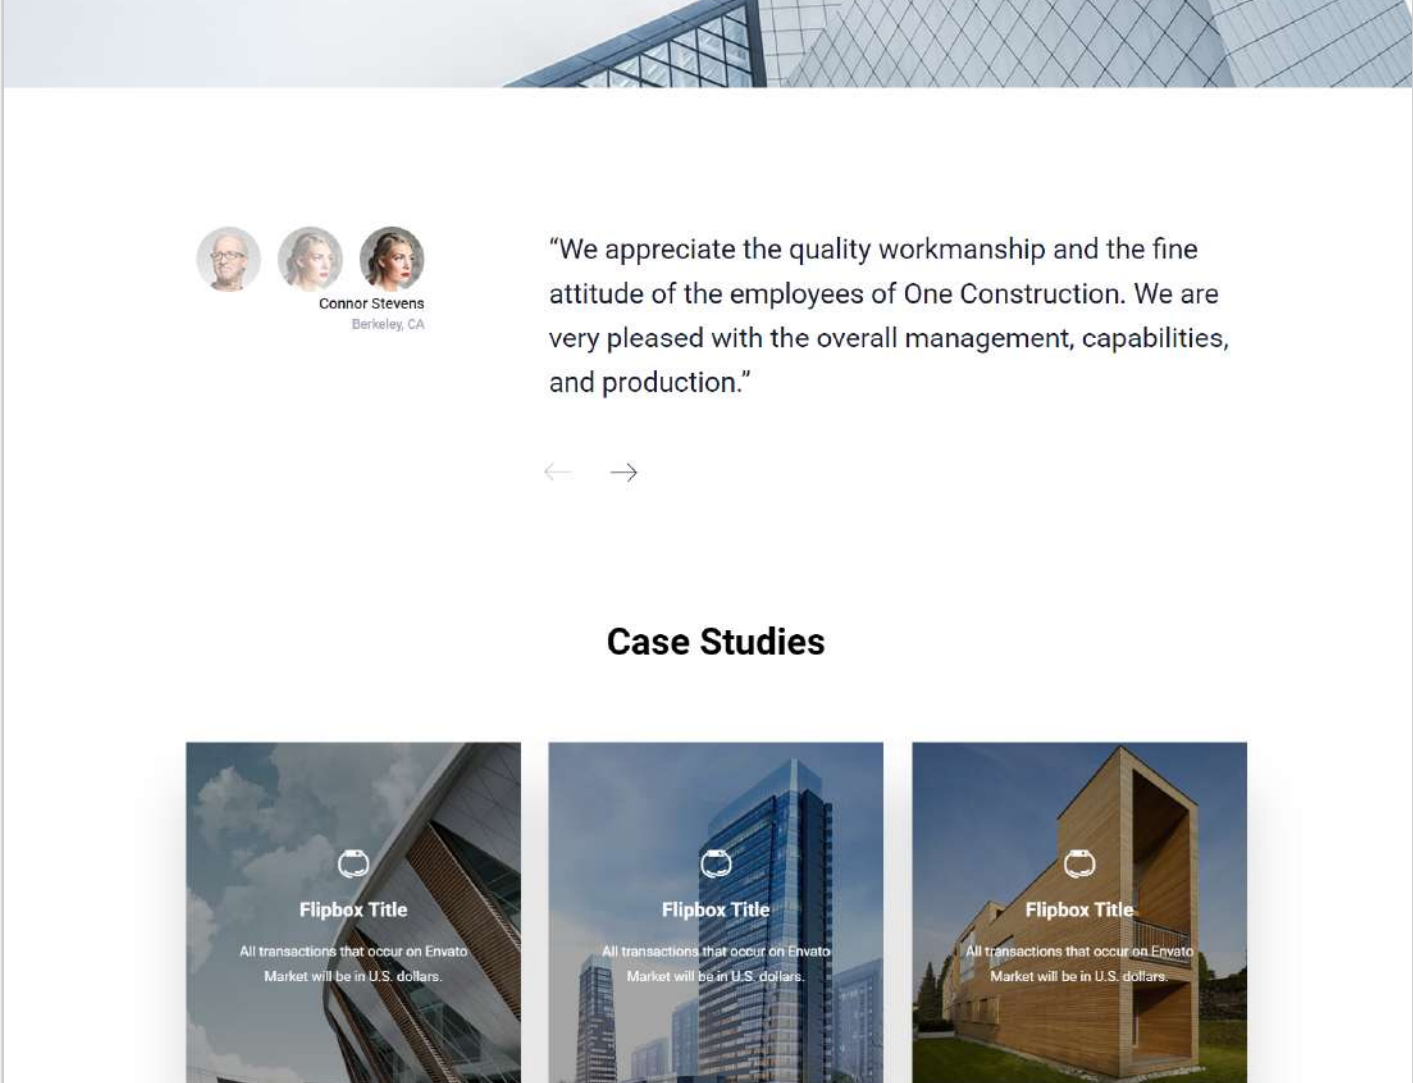 Connor Stevens
Berkeley, CA
“We appreciate the quality workmanship and the fine
attitude of the employees of One Construction. We are
very pleased with the overall management, capabilities,
and production.”
Case Studies
Flipbox Title
All transactions that occur on Envato
Market will be in U.S. dollars.
Flipbox Title
All transactions that occur on Envato
Market will be in U.S. dollars.
Flipbox Title
All transactions that occur on Envato
Market will be in U.S. dollars.